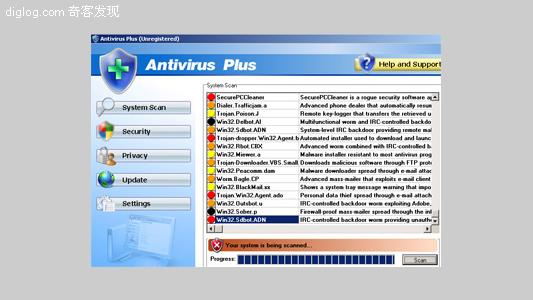 diglog.com 奇客发现
Antivirus Plus (Unregistered)
Antivirus Plus
Help and Support
System Scan
Security
Privacy
Update
Settings
System Scan:
SecurePCCleaner SecurePCCleaner is a rogue security software ap
Dialer.Trafficjam.a Advanced phone dealer that automatically resum
Trojan.Poison.J Remote key-logger that transfers the retrieved u
Win32.Delbot.AI Multifunctional worm and IRC-controlled backdo
Win32.Sdbot.ADN System-level IRC backdoor providing remote mal
Trojan-dropper.Win32.Agent.b Automated installer used to download and launc
Win32.Rbot.CBX Advanced worm combined with IRC-controlled b
Win32.Miewer.a Malware installer resistant to most antivirus prog
Trojan Downloader.VBS.Small Downloads malicious software through FTP prot
Win32.Peacomm.dam Malware downloader spread through e-mail attach
Worm.Bagle.CP Advanced mass-mailer that exploits e-mail client
Win32.BlackMail.xx Shows a system tray message warning that impo
Trojan.Win32.Agent.ado Personal data thief spread through e-mail attach
Win32.Outsbot.u IRC-controlled backdoor exploiting Adobe,
Win32.Sober.p Firewall-proof mass-mailer spread through the int
Win32.Sdbot.ADN IRC-controlled backdoor worm providing unauth
Your system is being scanned...
Progress:
Scan